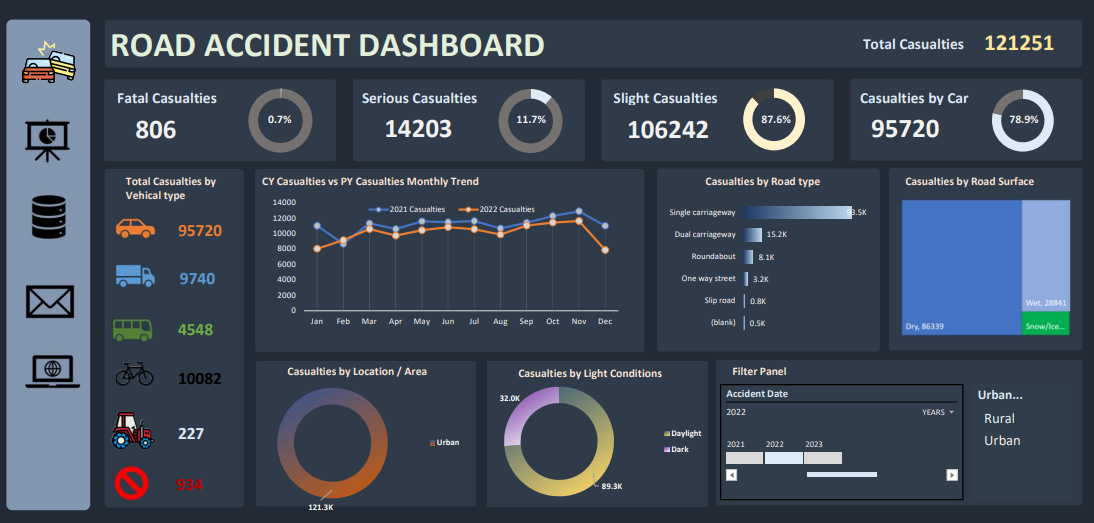 ROAD ACCIDENT DASHBOARD
Total Casualties 121251
Fatal Casualties
806
0.7%
Serious Casualties
14203
11.7%
Slight Casualties
106242
87.6%
Casualties by Car
95720
78.9%
Total Casualties by
Vehical type
95720
9740
4548
10082
227
934
CY Casualties vs PY Casualties Monthly Trend
2021 Casualties 2022 Casualties
14000
12000
10000
8000
6000
4000
2000
0
Jan Feb Mar Apr May Jun Jul Aug Sep Oct Nov Dec
Casualties by Road type
Single carriageway 93.5K
Dual carriageway 15.2K
Roundabout 8.1K
One way street 3.2K
Slip road 0.8K
(blank) 0.5K
Casualties by Road Surface
Dry, 86339
Wet, 28841
Snow/Ice...
Casualties by Location / Area
Urban
121.3K
Casualties by Light Conditions
32.0K
Daylight
Dark
89.3K
Filter Panel
Accident Date
2022 YEARS
2021 2022 2023
Urban...
Rural
Urban